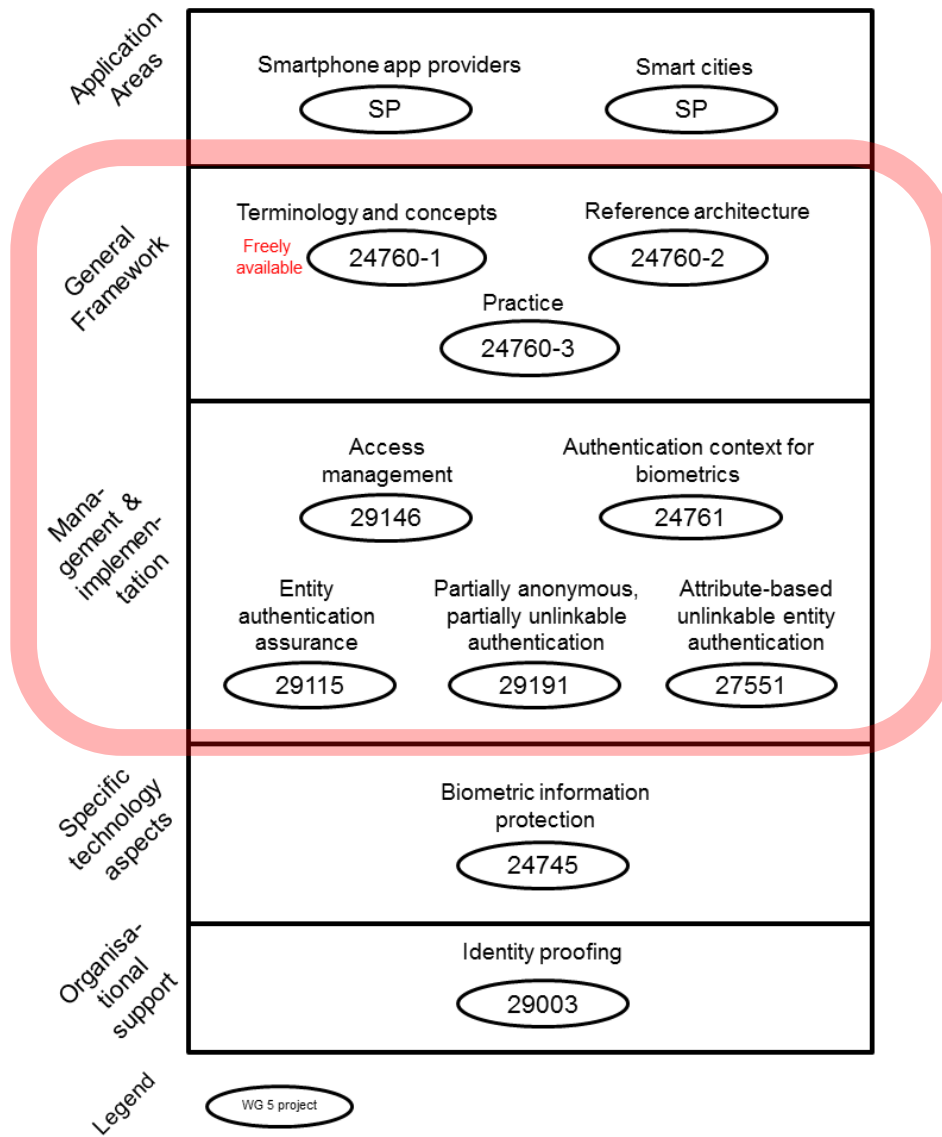 Application
Areas
Smartphone app providers
SP
Smart cities
SP
General
Framework
Terminology and concepts
Freely
available
24760-1
Reference architecture
24760-2
Practice
24760-3
Mana-
gement &
implemen-
tation
Access
management
29146
Authentication context for
biometrics
24761
Entity
authentication
assurance
29115
Partially anonymous,
partially unlinkable
authentication
29191
Attribute-based
unlinkable entity
authentication
27551
Specific
technology
aspects
Biometric information
protection
24745
Organisa-
tional
support
Identity proofing
29003
Legend
WG 5 project